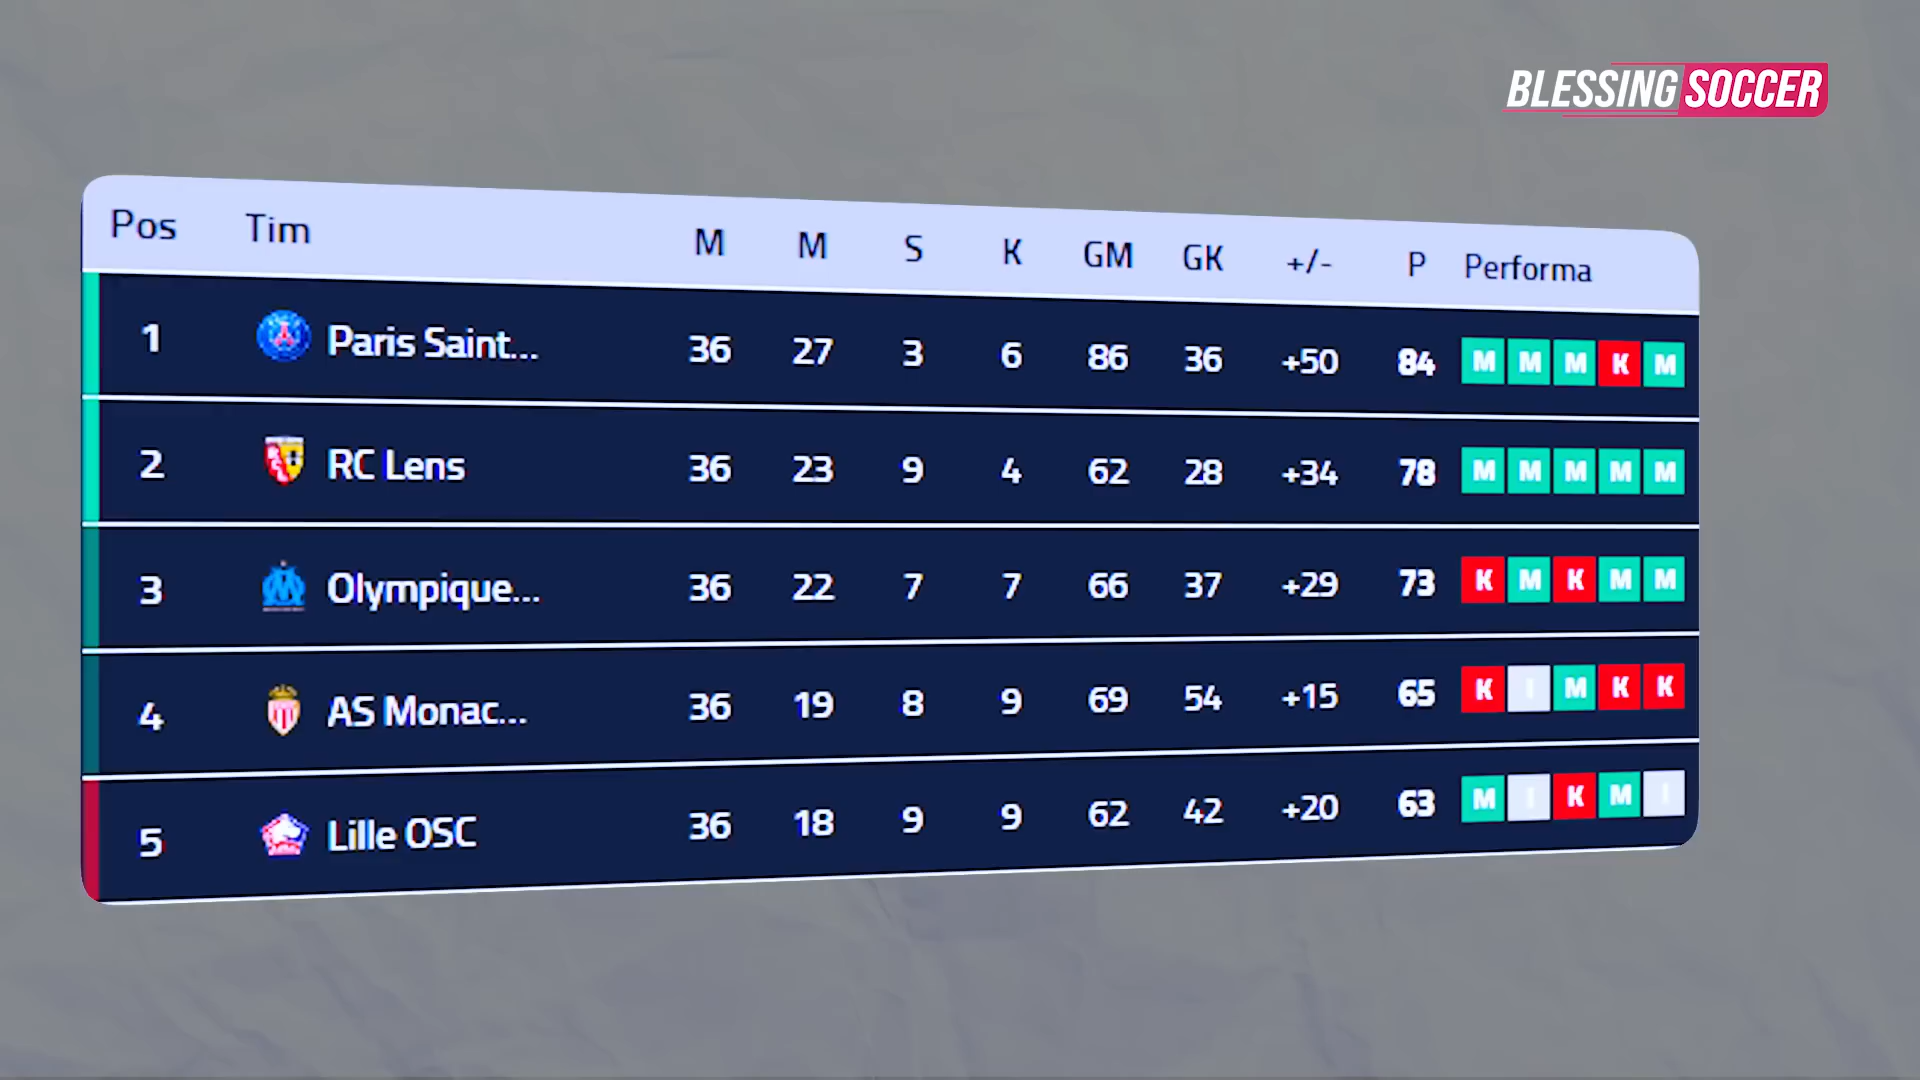 BLESSING SOCCER
Pos Tim M M S K GM GK +/- P Performa
1 Paris Saint... 36 27 3 6 86 36 +50 84 M M M K M
2 RC Lens 36 23 9 4 62 28 +34 78 M M M M M
3 Olympique... 36 22 7 7 66 37 +29 73 K M K M M
4 AS Monac... 36 19 8 9 69 54 +15 65 K I M K K
5 Lille OSC 36 18 9 9 62 42 +20 63 M I K M I